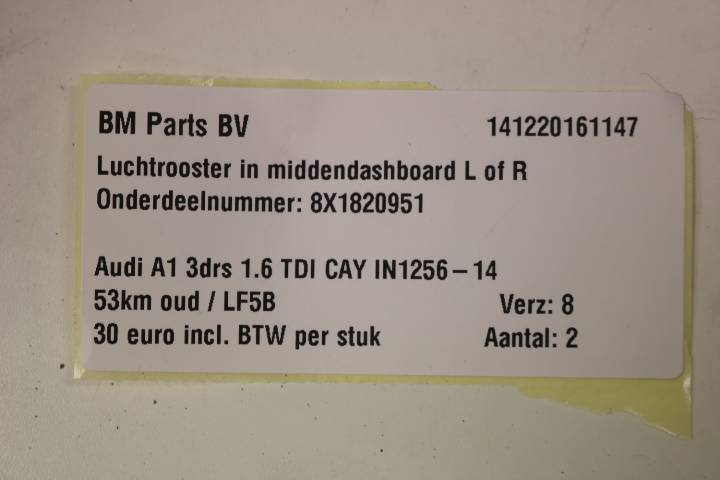 BM Parts BV 141220161147
Luchtrooster in middendashboard L of R
Onderdeelnummer: 8X1820951
Audi A1 3drs 1.6 TDI CAY IN1256 – 14
53km oud / LF5B Verz: 8
30 euro incl. BTW per stuk Aantal: 2